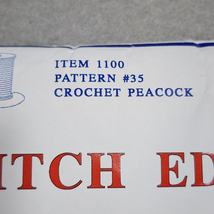 ITEM 1100
PATTERN #35
CROCHET PEACOCK
ITCH ED